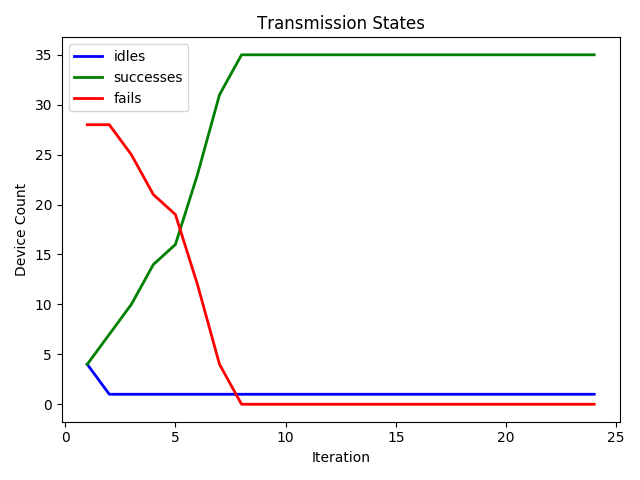 Transmission States
idles
successes
fails
Device Count
35
30
25
20
15
10
5
0
0 5 10 15 20 25
Iteration